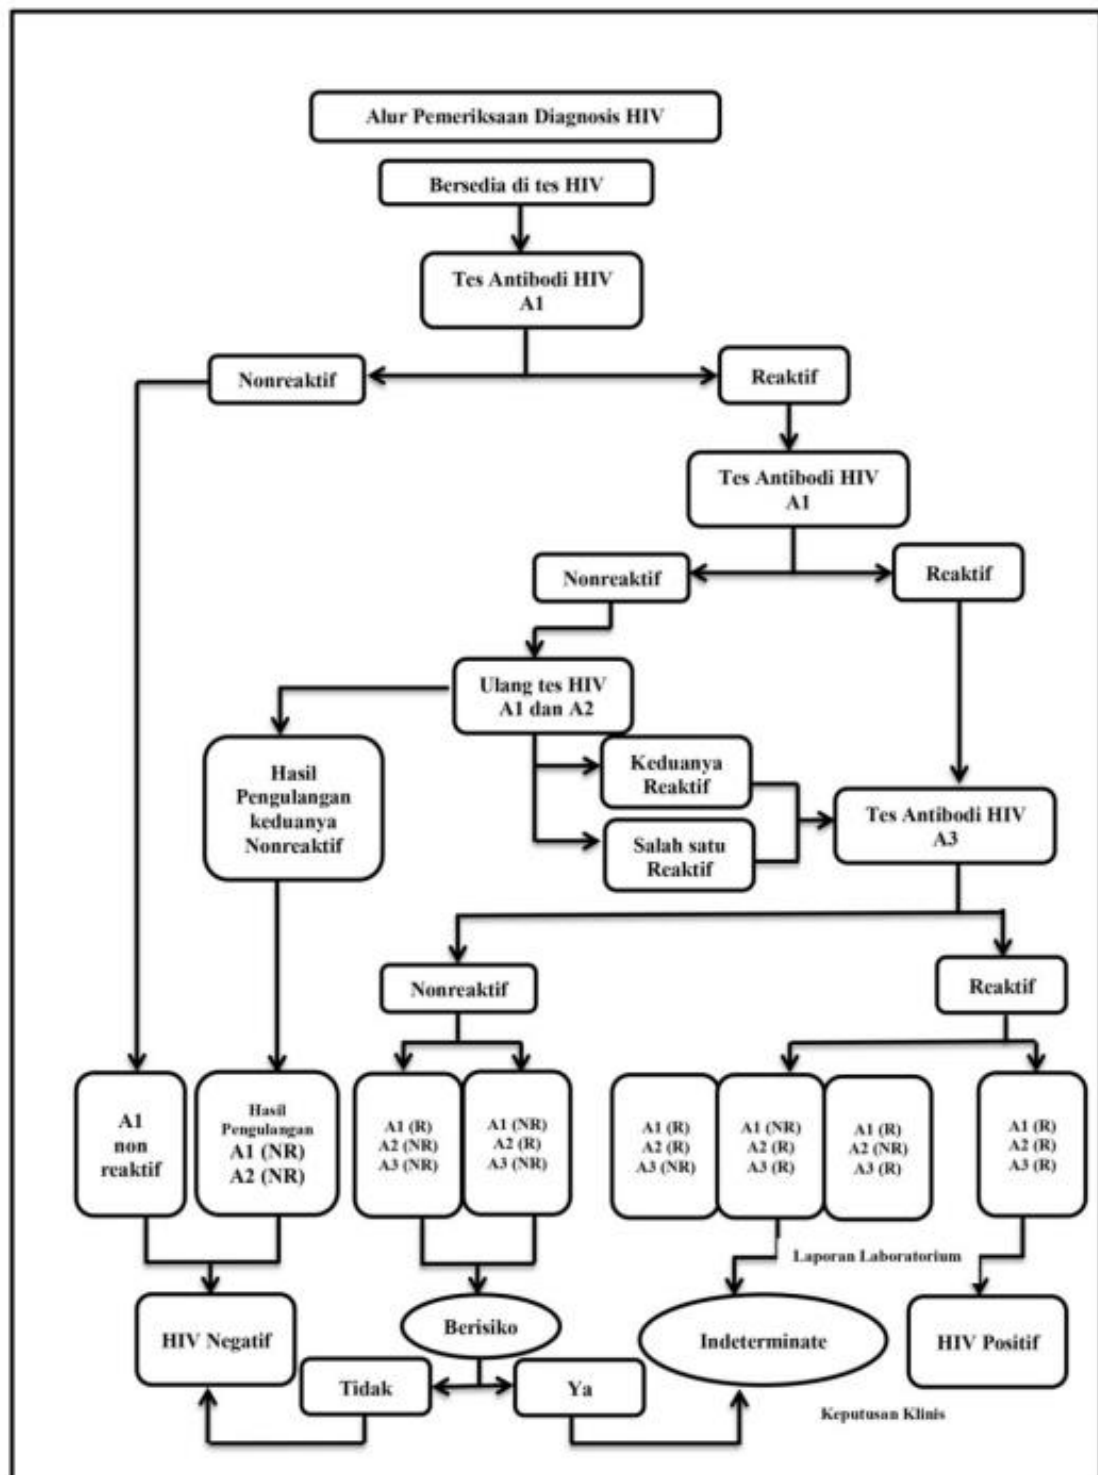 Alur Pemeriksaan Diagnosis HIV
Bersedia di tes HIV
Tes Antibodi HIV
A1
Nonreaktif
Reaktif
Tes Antibodi HIV
A1
Nonreaktif
Reaktif
Ulang tes HIV
A1 dan A2
Hasil
Pengulangan
keduanya
Nonreaktif
Keduanya
Reaktif
Salah satu
Reaktif
Tes Antibodi HIV
A3
Nonreaktif
Reaktif
A1
non
reaktif
Hasil
Pengulangan
A1 (NR)
A2 (NR)
A1 (R)
A2 (NR)
A3 (NR)
A1 (NR)
A2 (R)
A3 (NR)
A1 (R)
A2 (R)
A3 (NR)
A1 (NR)
A2 (R)
A3 (R)
A1 (R)
A2 (NR)
A3 (R)
A1 (R)
A2 (R)
A3 (R)
Laporan Laboratorium
HIV Negatif
Berisiko
Indeterminate
HIV Positif
Tidak
Ya
Keputusan Klinis